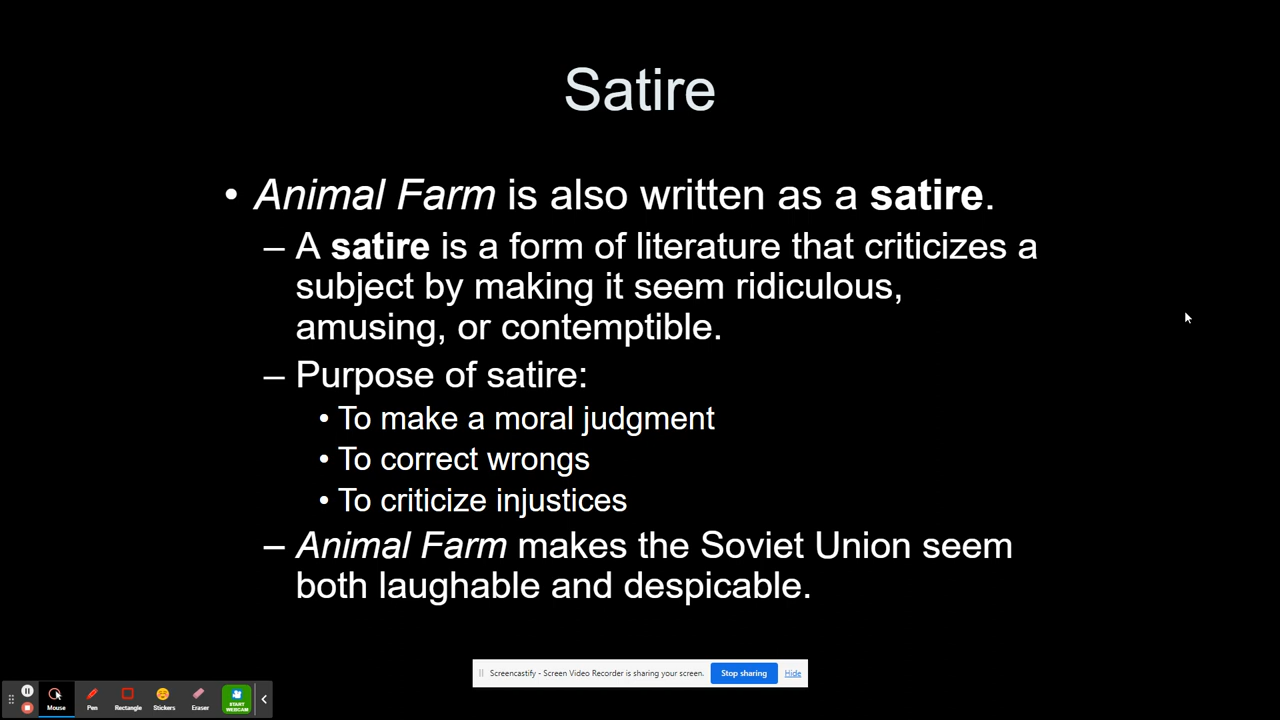 Satire
• Animal Farm is also written as a satire.
– A satire is a form of literature that criticizes a
subject by making it seem ridiculous,
amusing, or contemptible.
– Purpose of satire:
• To make a moral judgment
• To correct wrongs
• To criticize injustices
– Animal Farm makes the Soviet Union seem
both laughable and despicable.
Screencastify - Screen Video Recorder is sharing your screen. Stop sharing Hide
Mouse Pen Rectangle Stickers Eraser START WEBCAM